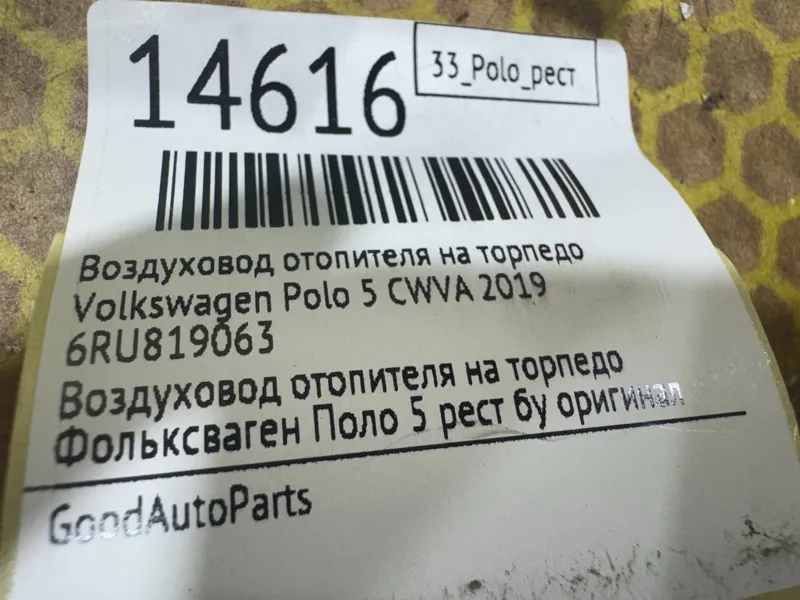 14616
33_Polo_рест
Воздуховод отопителя на торпедо
Volkswagen Polo 5 CWVA 2019
6RU819063
Воздуховод отопителя на торпедо
Фольксваген Поло 5 рест бу оригинал
GoodAutoParts